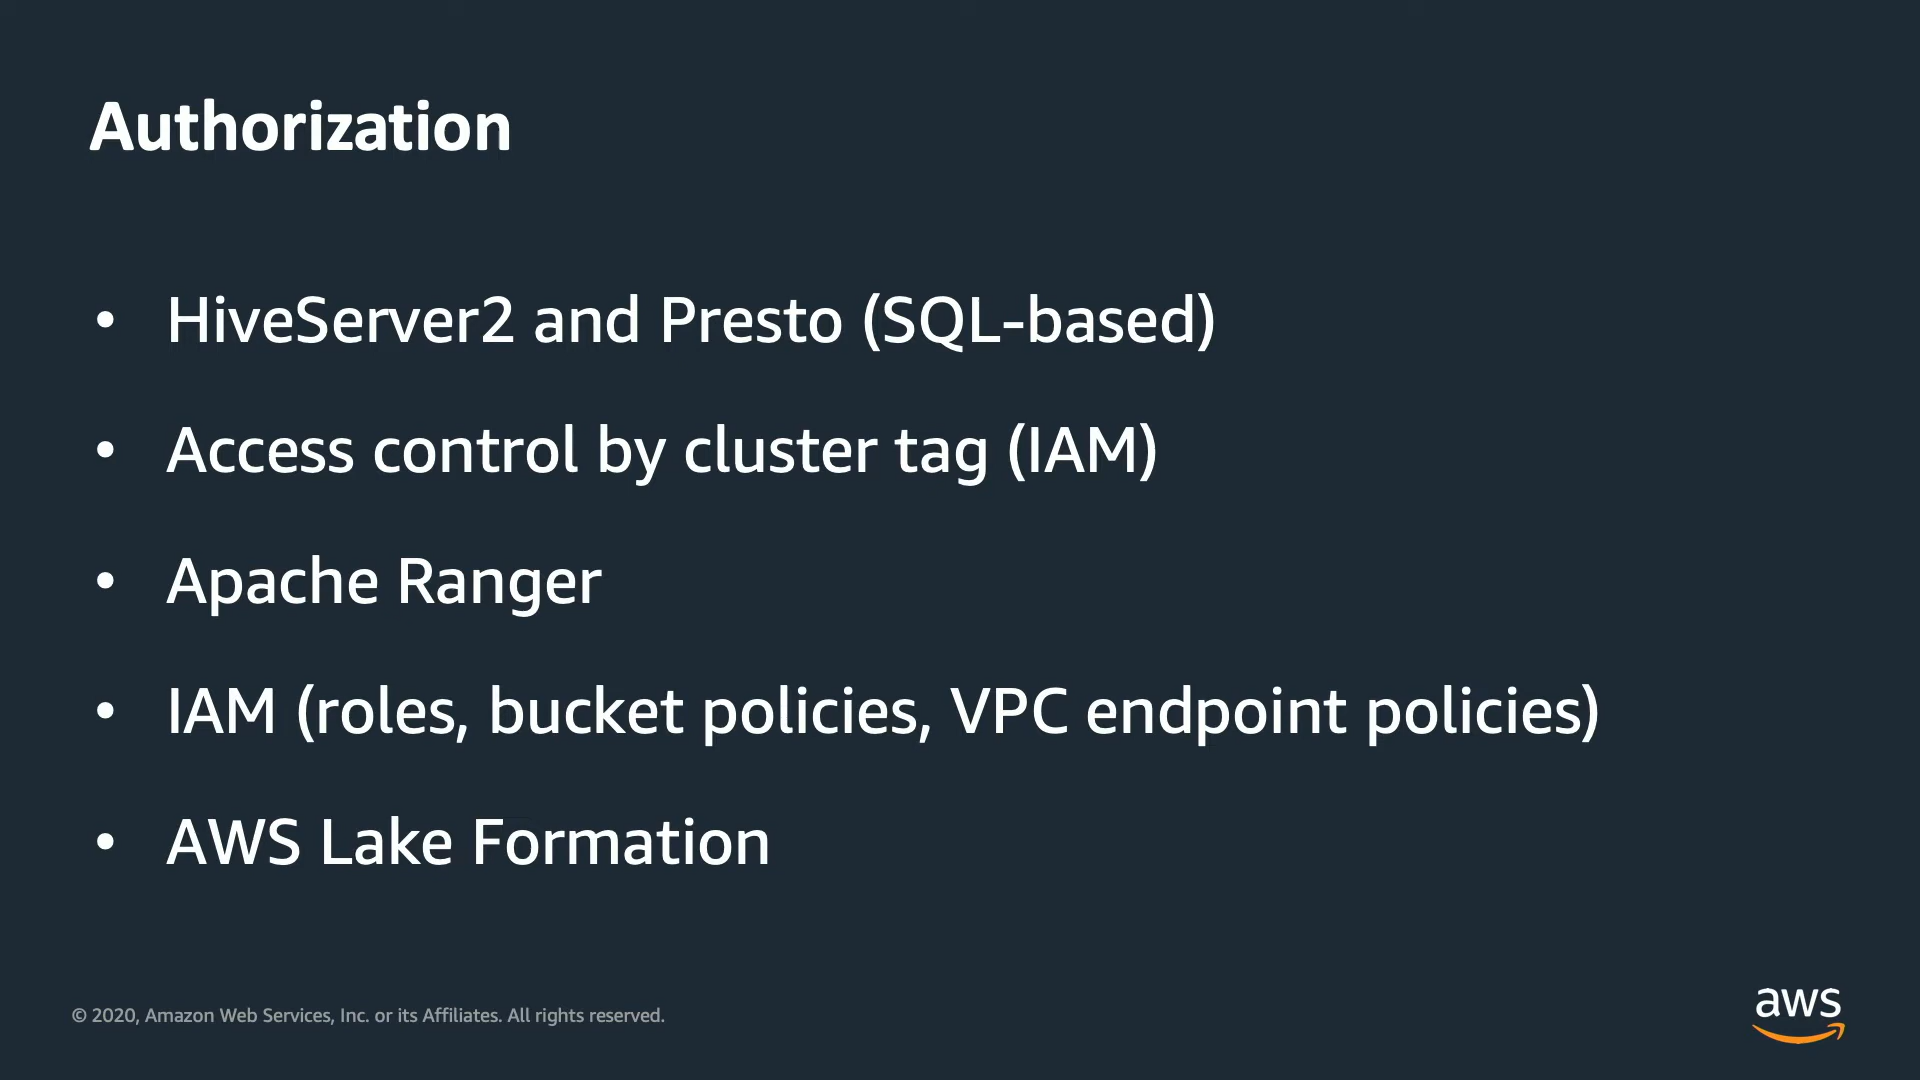 Authorization
• HiveServer2 and Presto (SQL-based)
• Access control by cluster tag (IAM)
• Apache Ranger
• IAM (roles, bucket policies, VPC endpoint policies)
• AWS Lake Formation
© 2020, Amazon Web Services, Inc. or its Affiliates. All rights reserved.
aws